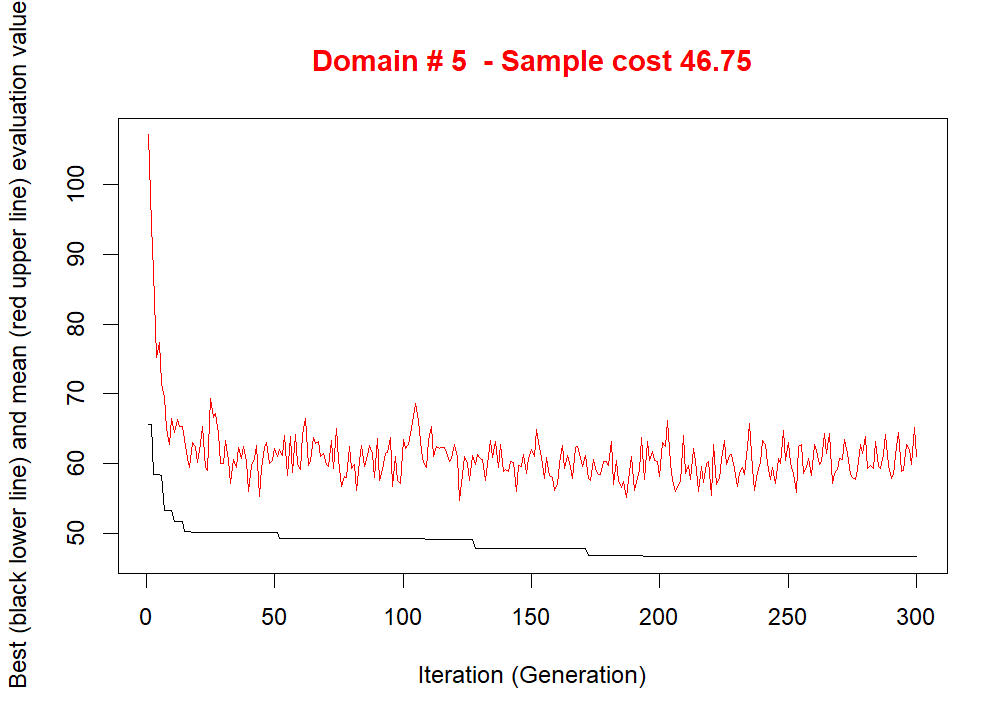 Domain # 5  - Sample cost 46.75
Best (black lower line) and mean (red upper line) evaluation value
100
90
80
70
60
50
0 50 100 150 200 250 300
Iteration (Generation)